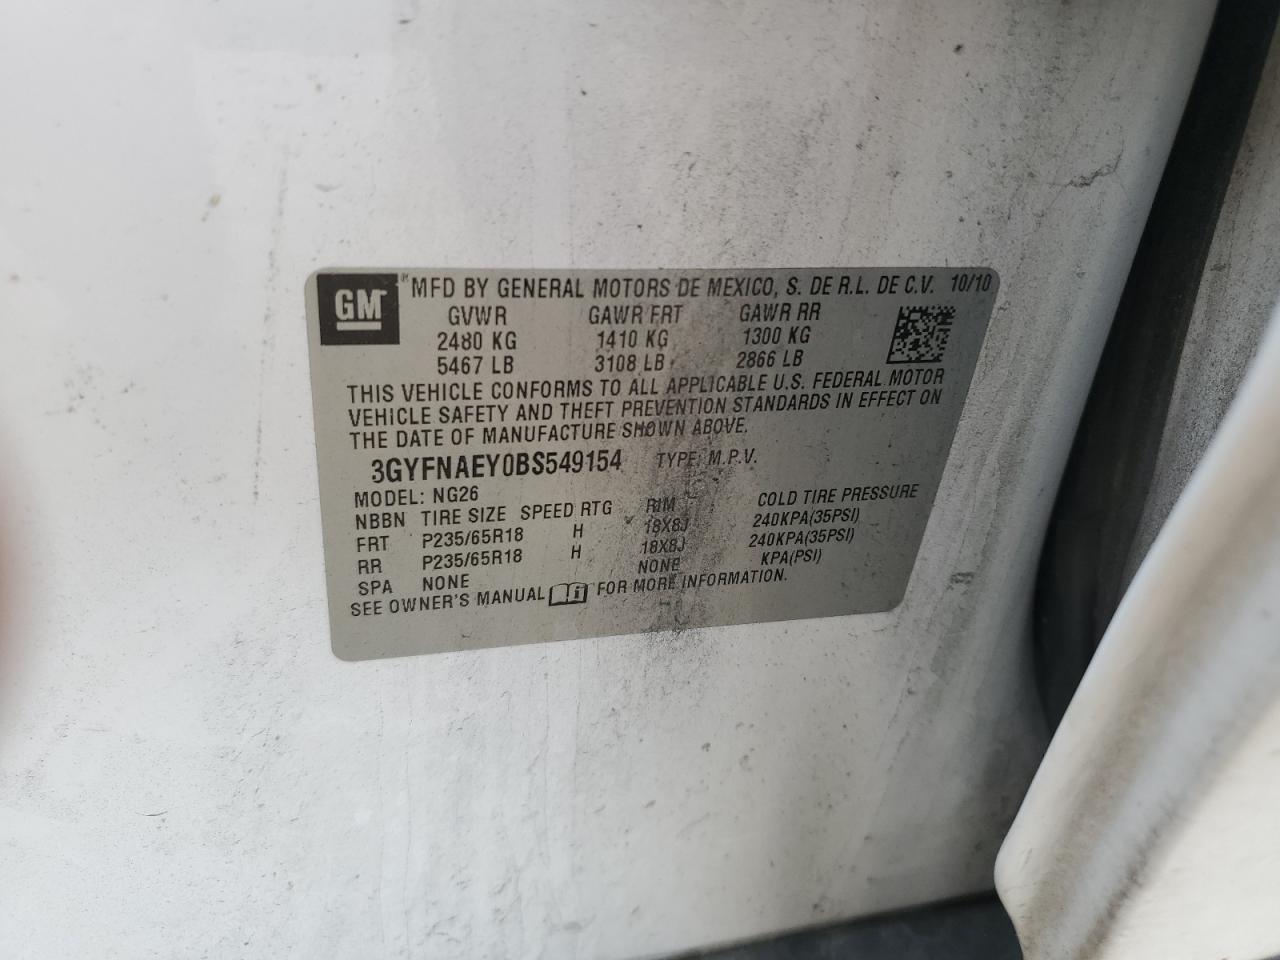 GM MFD BY GENERAL MOTORS DE MEXICO, S. DE R.L. DE C.V. 10/10
GVWR GAWR FRT GAWR RR
2480 KG 1410 KG 1300 KG
5467 LB 3108 LB 2866 LB
THIS VEHICLE CONFORMS TO ALL APPLICABLE U.S. FEDERAL MOTOR
VEHICLE SAFETY AND THEFT PREVENTION STANDARDS IN EFFECT ON
THE DATE OF MANUFACTURE SHOWN ABOVE.
3GYFNAEY0BS549154 TYPE: M.P.V.
MODEL: NG26
NBBN TIRE SIZE SPEED RTG RIM COLD TIRE PRESSURE
FRT P235/65R18 H 18X8J 240KPA(35PSI)
RR P235/65R18 H 18X8J 240KPA(35PSI)
SPA NONE NONE KPA(PSI)
SEE OWNER'S MANUAL FOR MORE INFORMATION.